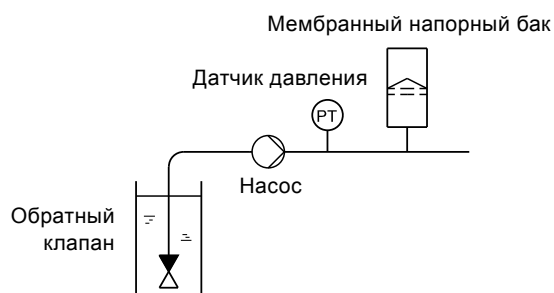 Мембранный напорный бак
Датчик давления
PT
Насос
Обратный
клапан